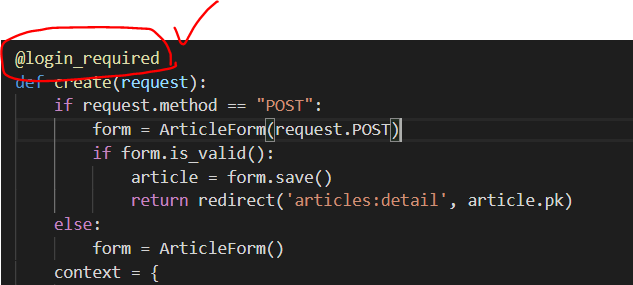 @login_required
def create(request):
if request.method == "POST":
form = ArticleForm(request.POST)
if form.is_valid():
article = form.save()
return redirect('articles:detail', article.pk)
else:
form = ArticleForm()
context = {